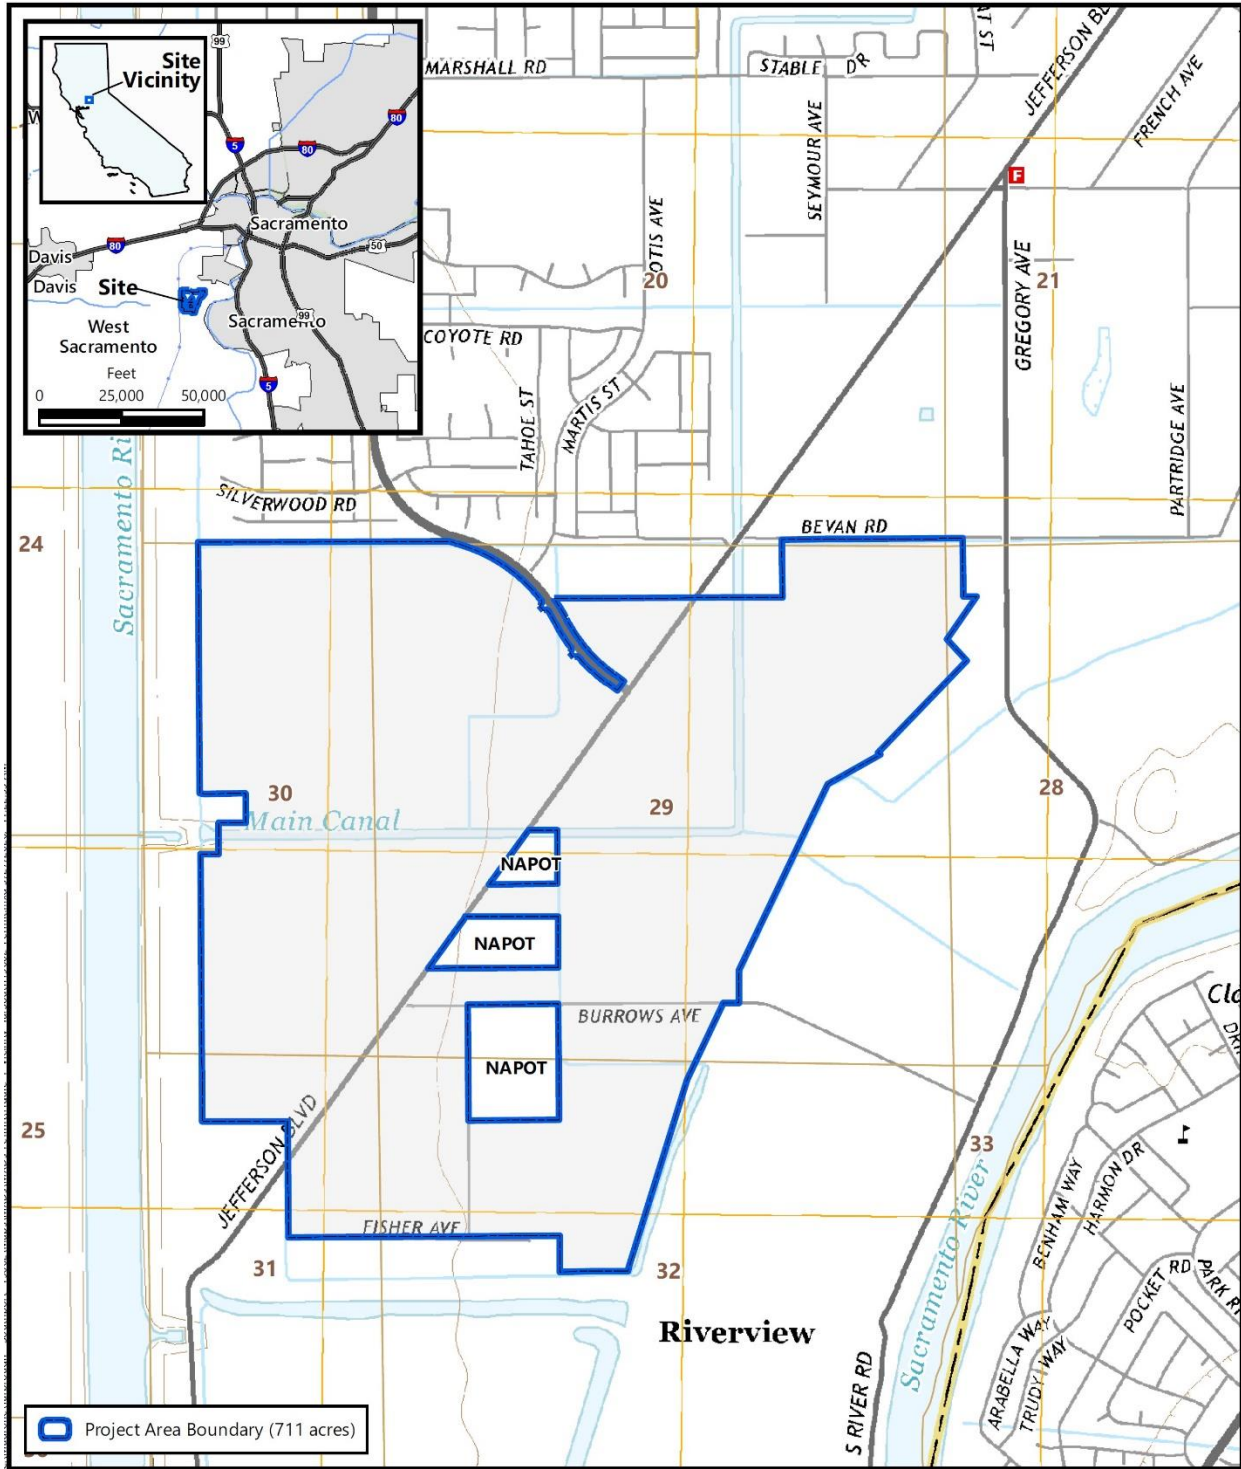 Site
Vicinity
99
80
5
80
Sacramento
80
50
Davis
Davis
Site
Sacramento
99
West
Sacramento
5
Feet
0 25,000 50,000
MARSHALL RD
STABLE DR
JEFFERSON BL
FRENCH AVE
SEYMOUR AVE
F
OTIS AVE
20
GREGORY AVE
21
COYOTE RD
TAHOE ST
MARTIS ST
PARTRIDGE AVE
SILVERWOOD RD
BEVAN RD
24
Sacramento Ri
30
Main Canal
29
28
NAPOT
NAPOT
BURROWS AVE
NAPOT
25
JEFFERSON BLVD
33
FISHER AVE
31
32
Riverview
Sacramento River
S RIVER RD
BENHAM WAY
HARMON DR
POCKET RD
ARABELLA WAY
TRUDY WAY
Project Area Boundary (711 acres)